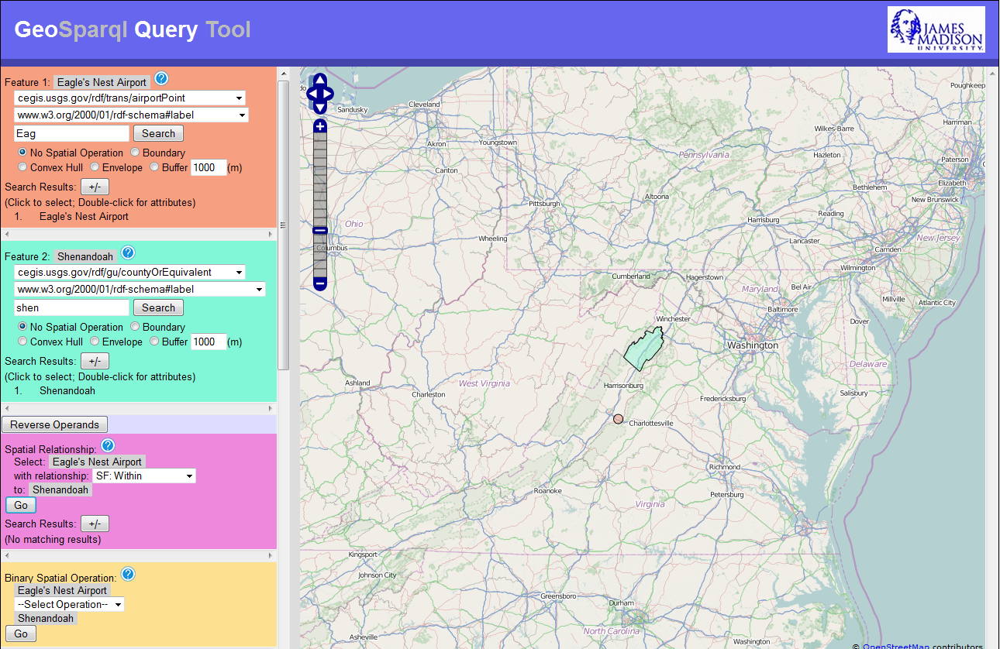 GeoSparql Query Tool
JAMES
MADISON
UNIVERSITY.
Feature 1: Eagle's Nest Airport ?
cegis.usgs.gov/rdf/trans/airportPoint
www.w3.org/2000/01/rdf-schema#label
Eag Search
No Spatial Operation Boundary
Convex Hull Envelope Buffer 1000 (m)
Search Results: +/-
(Click to select; Double-click for attributes)
1. Eagle's Nest Airport
Feature 2: Shenandoah ?
cegis.usgs.gov/rdf/gu/countyOrEquivalent
www.w3.org/2000/01/rdf-schema#label
shen Search
No Spatial Operation Boundary
Convex Hull Envelope Buffer 1000 (m)
Search Results: +/-
(Click to select; Double-click for attributes)
1. Shenandoah
Reverse Operands
Spatial Relationship: ?
Select: Eagle's Nest Airport
with relationship: SF: Within
to: Shenandoah
Go
Search Results: +/-
(No matching results)
Binary Spatial Operation: ?
Eagle's Nest Airport
--Select Operation--
Shenandoah
Go
Poughkeep
Cleveland
Sandusky
Harriman
Wilkes-Barre
Akron
Youngstown
Hazleton
Pennsylvania
Paterson
Canton
Elizabeth
Bethlehem
Altoona
New Brunswick
Pittsburgh
Reading
Harrisburg
Ohio
Wheeling
Lancaster
New Jersey
Columbus
Camden
Wilmington
Cumberland
Hagerstown
Bel Air
Maryland
Millville
Atlantic City
Baltimore
Winchester
Dover
Washington
Delaware
Ashland
West Virginia
Harrisonburg
Charleston
Salisbury
Fredericksburg
Charlottesville
Richmond
Roanoke
Petersburg
Virginia
Kingsport
Johnson City
Greensboro
Durham
North Carolina
Asheville
Washington
© OpenStreetMap contributors